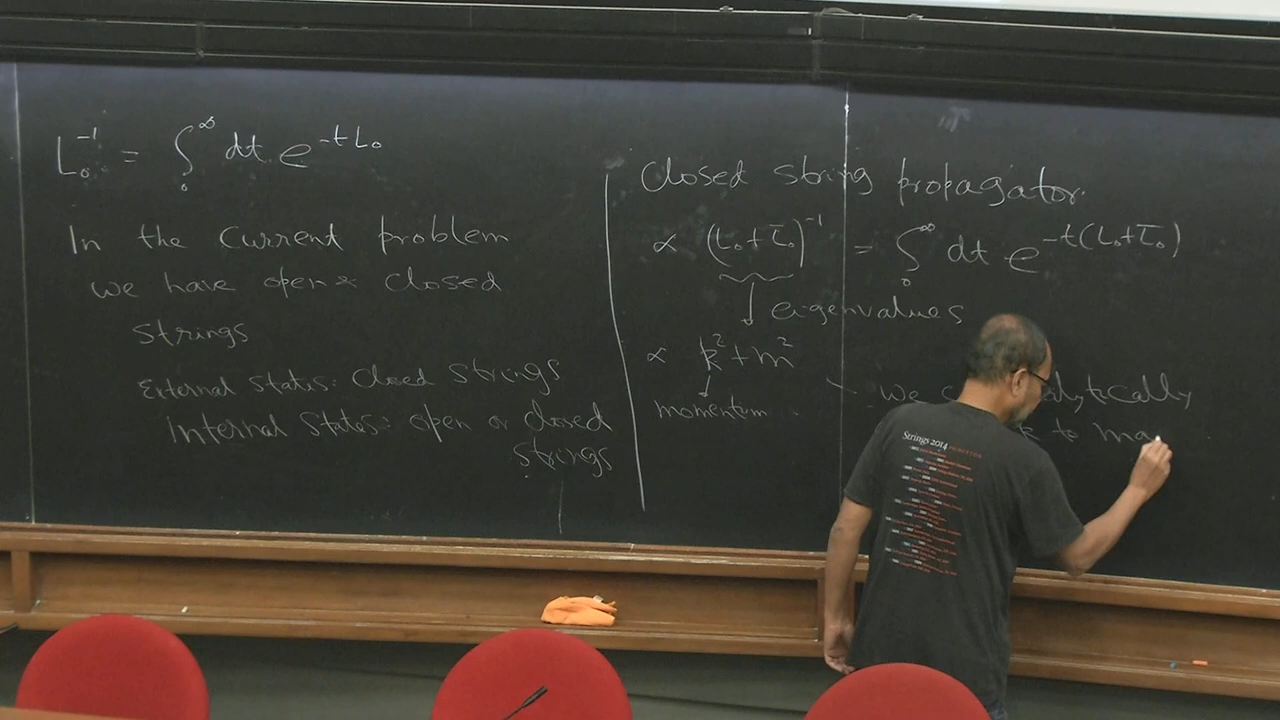 L₀⁻¹ = ∫₀^∞ dt e^{-tL₀}
In the current problem
we have open & closed
strings
External states: closed strings
Internal states: open or closed
strings
Closed string propagator.
∝ (L₀+L̄₀)⁻¹ = ∫₀^∞ dt e^{-t(L₀+L̄₀)}
eigenvalues
∝ k²+m²
momentum
we
to ma
Strings 2014 PRINCETON